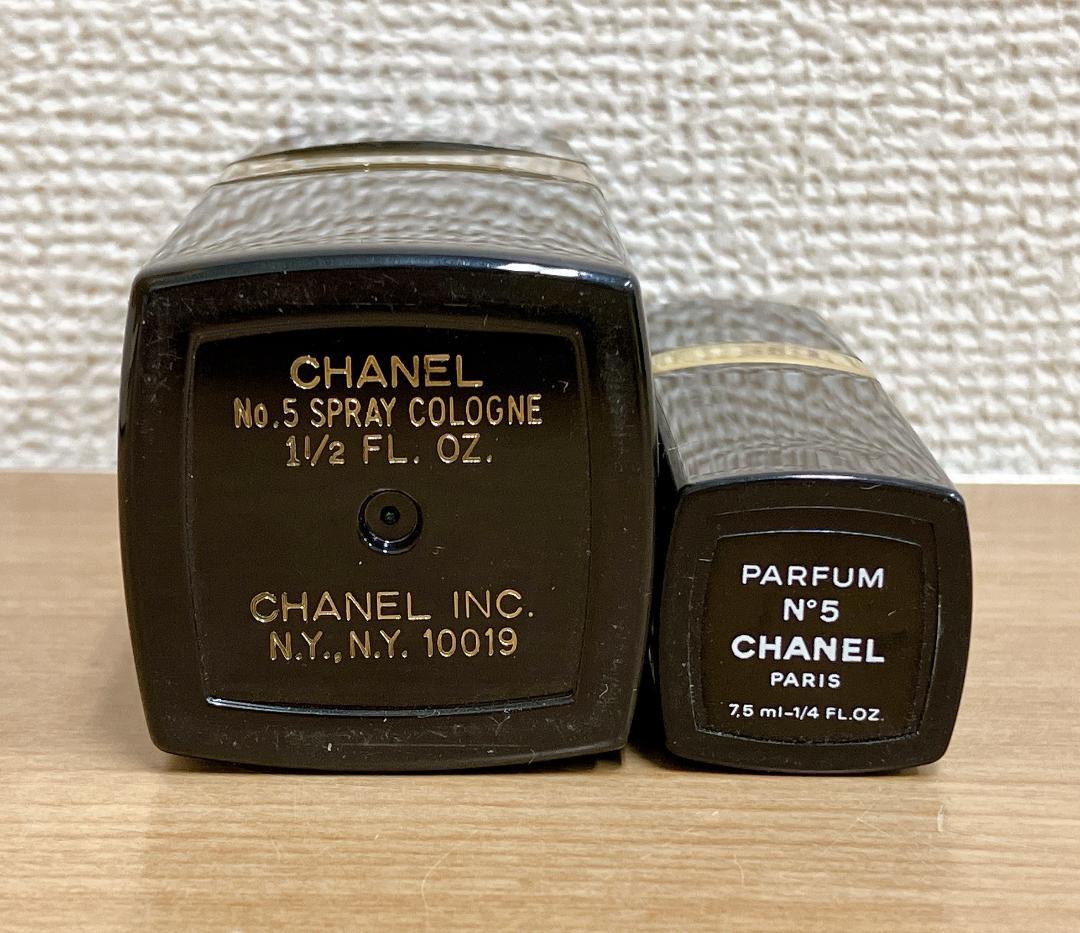 CHANEL
No.5 SPRAY COLOGNE
1 1/2 FL. OZ.
CHANEL INC.
N.Y., N.Y. 10019
PARFUM
N°5
CHANEL
PARIS
7,5 ml-1/4 FL.OZ.